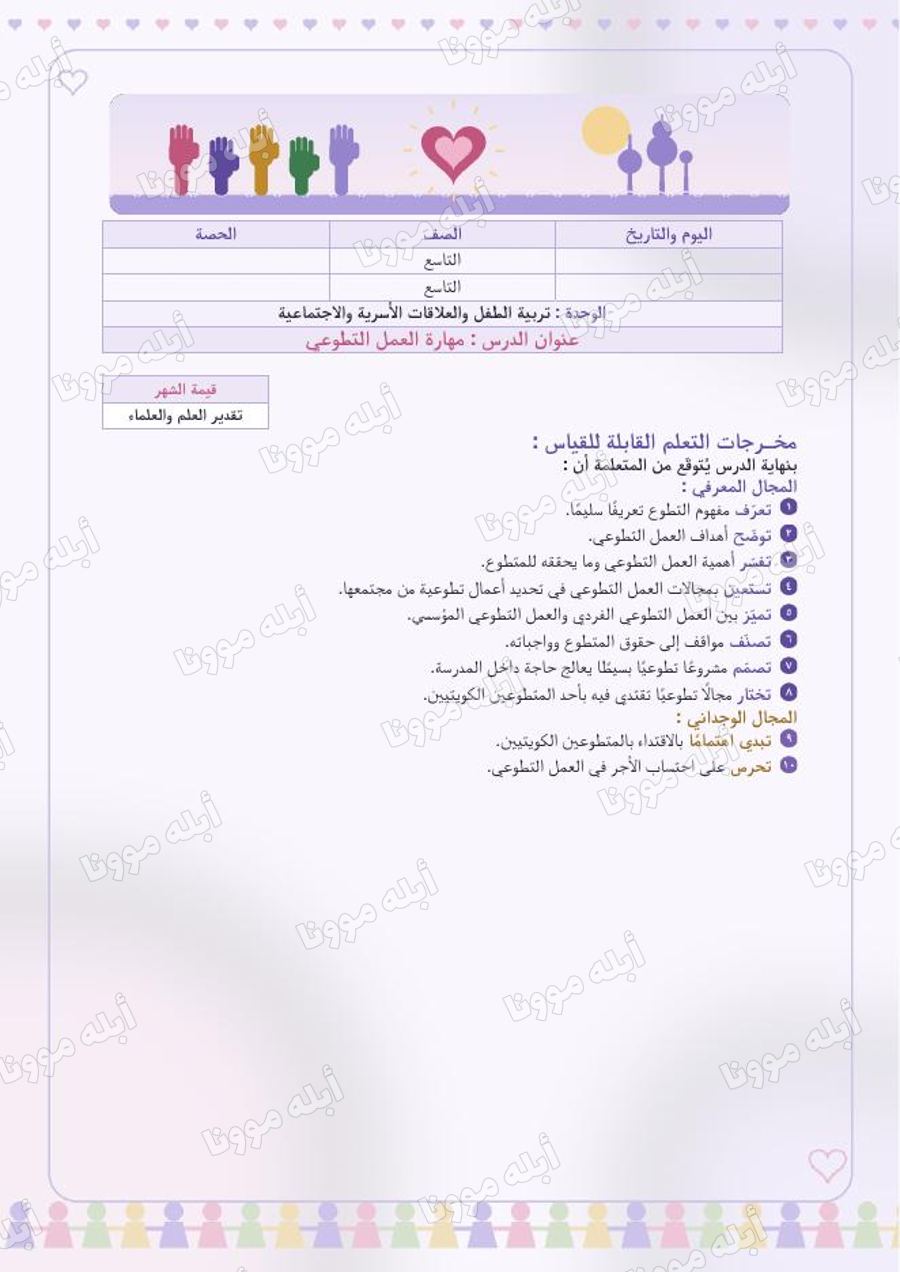 اليوم والتاريخ	الصف	الحصة
التاسع
التاسع
الوحدة : تربية الطفل والعلاقات الأسرية والاجتماعية
عنوان الدرس : مهارة العمل التطوعي
قيمة الشهر
تقدير العلم والعلماء
مخـرجات التعلم القابلة للقياس :
بنهاية الدرس يُتوقّع من المتعلمة أن :
المجال المعرفي :
١ تعرّف مفهوم التطوع تعريفًا سليمًا.
٢ توضّح أهداف العمل التطوعي.
٣ تفسّر أهمية العمل التطوعي وما يحققه للمتطوع.
٤ تستعين بمجالات العمل التطوعي في تحديد أعمال تطوعية من مجتمعها.
٥ تميّز بين العمل التطوعي الفردي والعمل التطوعي المؤسسي.
٦ تصنّف مواقف إلى حقوق المتطوع وواجباته.
٧ تصمّم مشروعًا تطوعيًا بسيطًا يعالج حاجة داخل المدرسة.
٨ تختار مجالًا تطوعيًا تقتدي فيه بأحد المتطوعين الكويتيين.
المجال الوجداني :
٩ تبدي اهتمامًا بالاقتداء بالمتطوعين الكويتيين.
١٠ تحرص على احتساب الأجر في العمل التطوعي.
أبله موونا